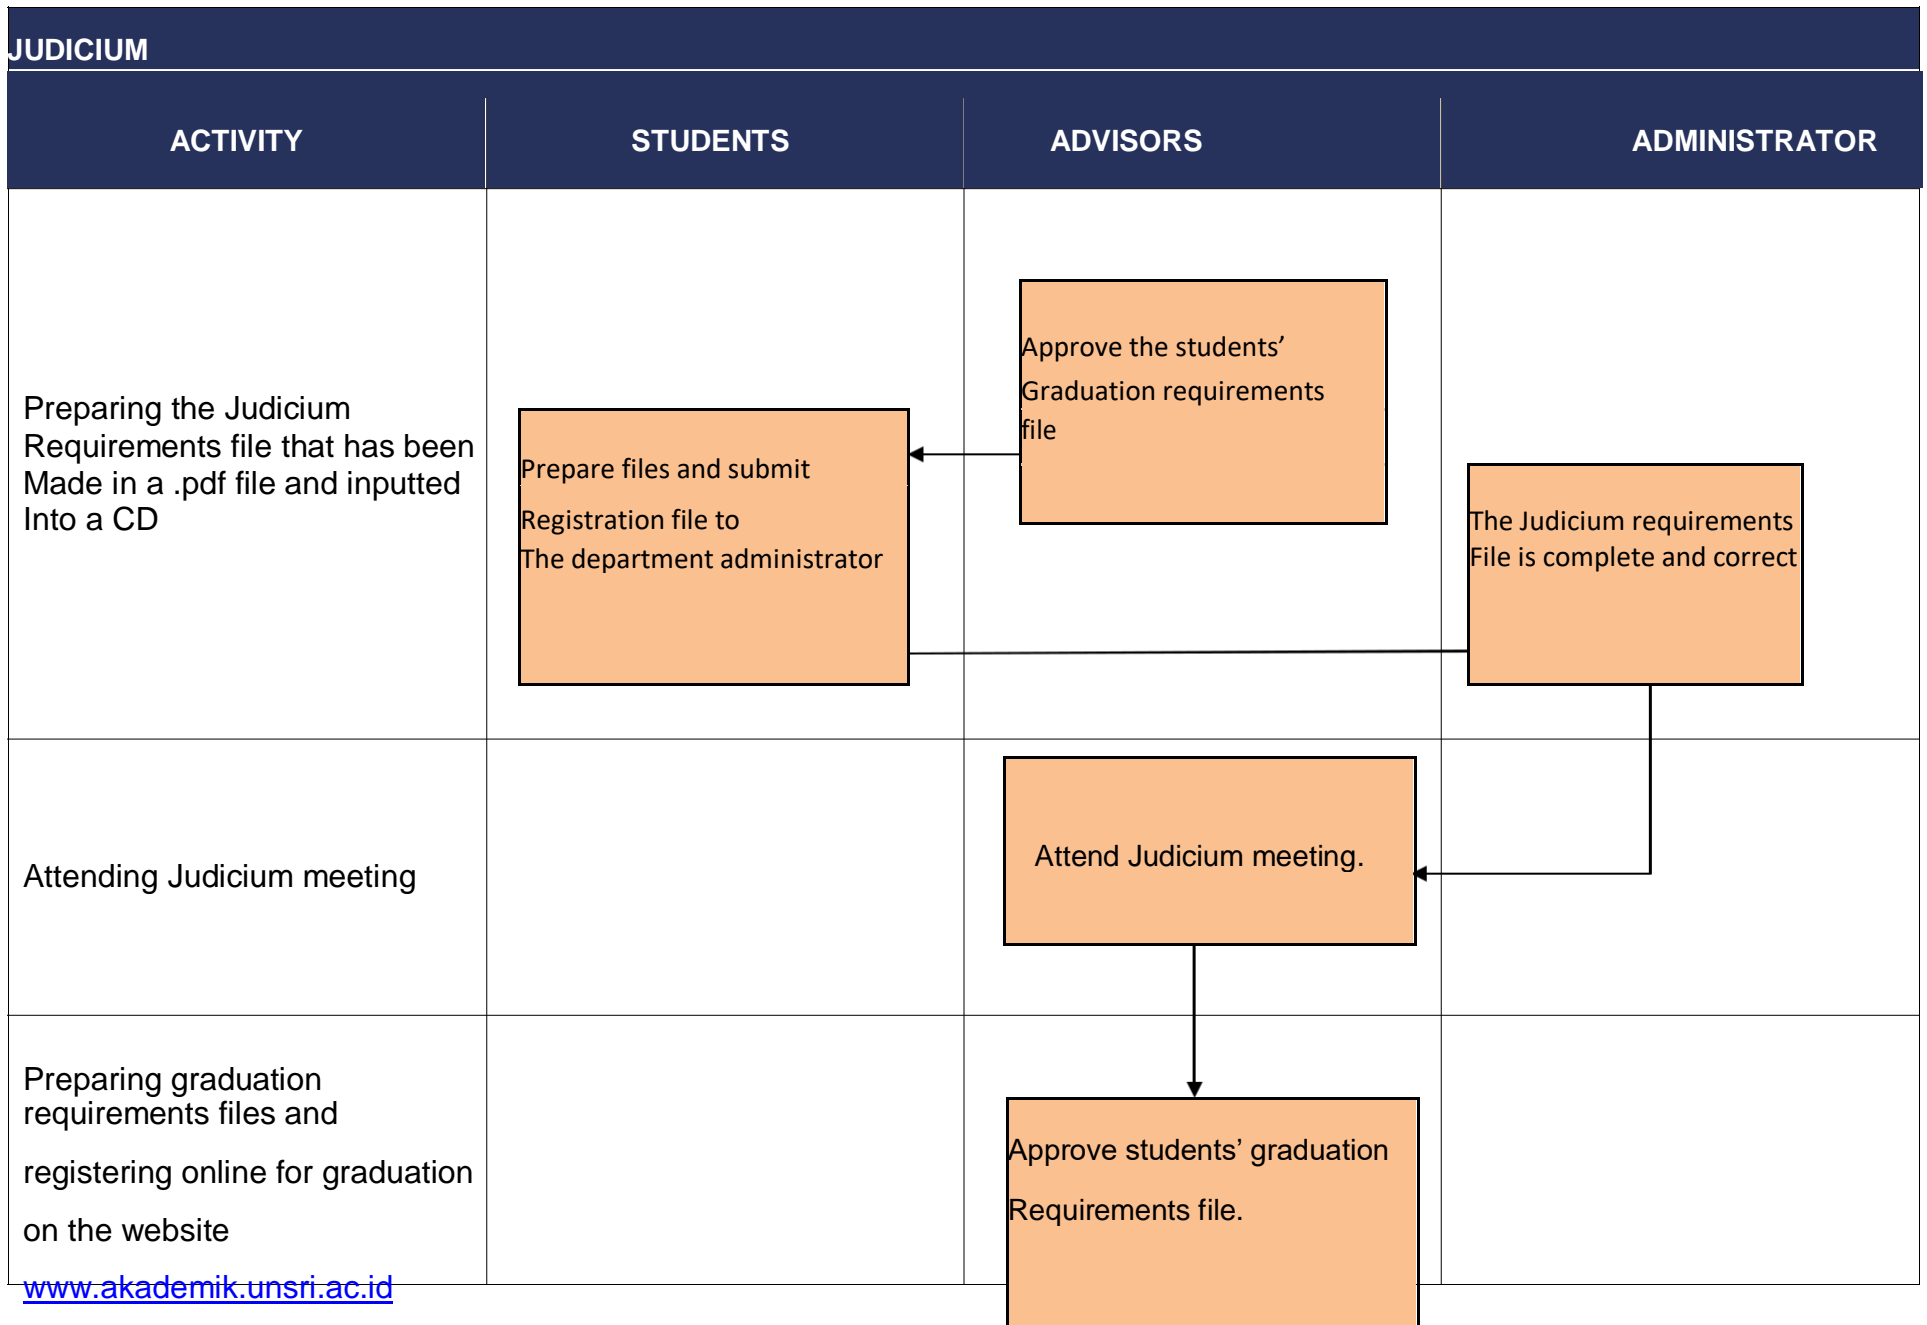 JUDICIUM
ACTIVITY
STUDENTS
ADVISORS
ADMINISTRATOR
Preparing the Judicium
Requirements file that has been
Made in a .pdf file and inputted
Into a CD
Prepare files and submit
Registration file to
The department administrator
Approve the students’
Graduation requirements
file
The Judicium requirements
File is complete and correct
Attending Judicium meeting
Attend Judicium meeting.
Preparing graduation
requirements files and
registering online for graduation
on the website
www.akademik.unsri.ac.id
Approve students’ graduation
Requirements file.